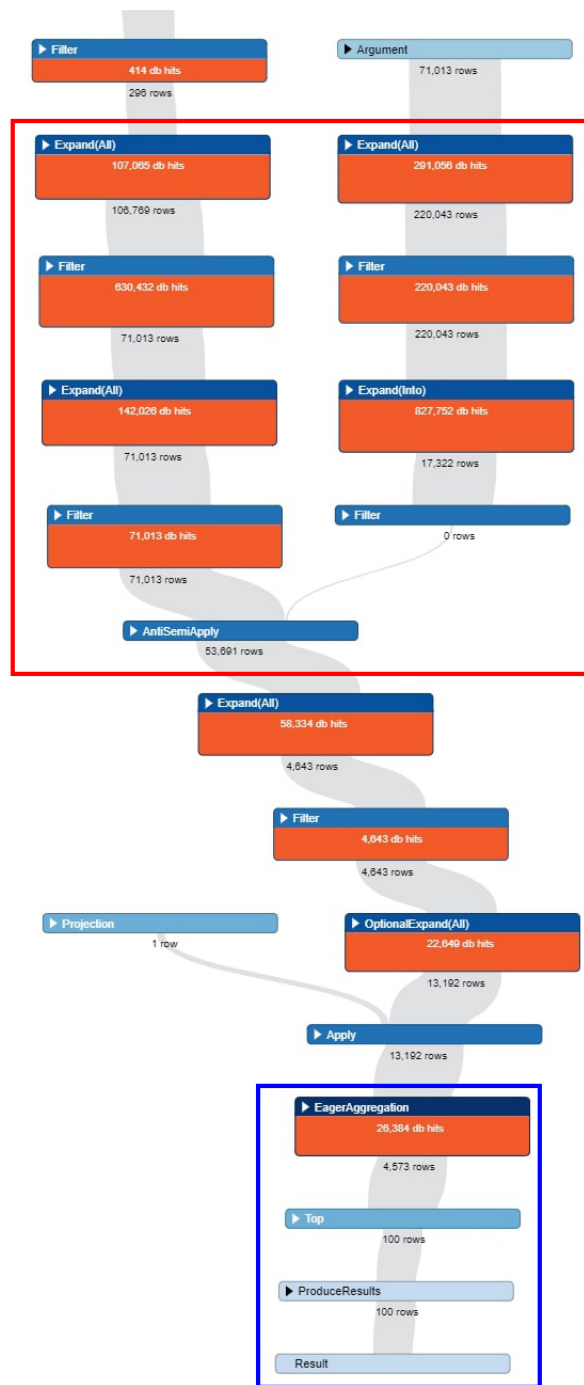 Filter
414 db hits
296 rows
Argument
71,013 rows
Expand(All)
107,065 db hits
106,769 rows
Expand(All)
291,056 db hits
220,043 rows
Filter
630,432 db hits
71,013 rows
Filter
220,043 db hits
220,043 rows
Expand(All)
142,026 db hits
71,013 rows
Expand(Into)
827,752 db hits
17,322 rows
Filter
71,013 db hits
71,013 rows
Filter
0 rows
AntiSemiApply
53,691 rows
Expand(All)
58,334 db hits
4,643 rows
Filter
4,643 db hits
4,643 rows
Projection
1 row
OptionalExpand(All)
22,649 db hits
13,192 rows
Apply
13,192 rows
EagerAggregation
26,384 db hits
4,573 rows
Top
100 rows
ProduceResults
100 rows
Result